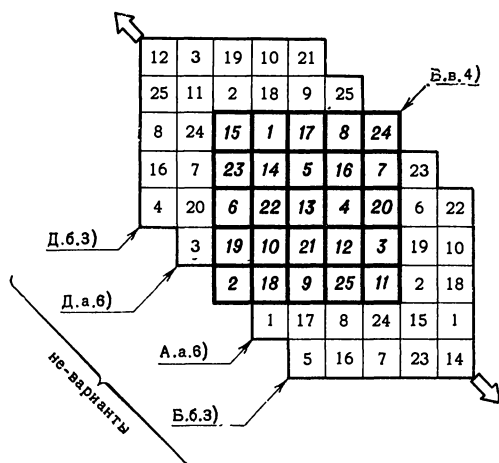 12 3 19 10 21
25 11 2 18 9 25
В.в.4)
8 24 15 1 17 8 24
16 7 23 14 5 16 7 23
4 20 6 22 13 4 20 6 22
Д.б.3)
3 19 10 21 12 3 19 10
2 18 9 25 11 2 18
Д.а.6)
1 17 8 24 15 1
А.а.6)
5 16 7 23 14
Б.б.3)
не-варианты